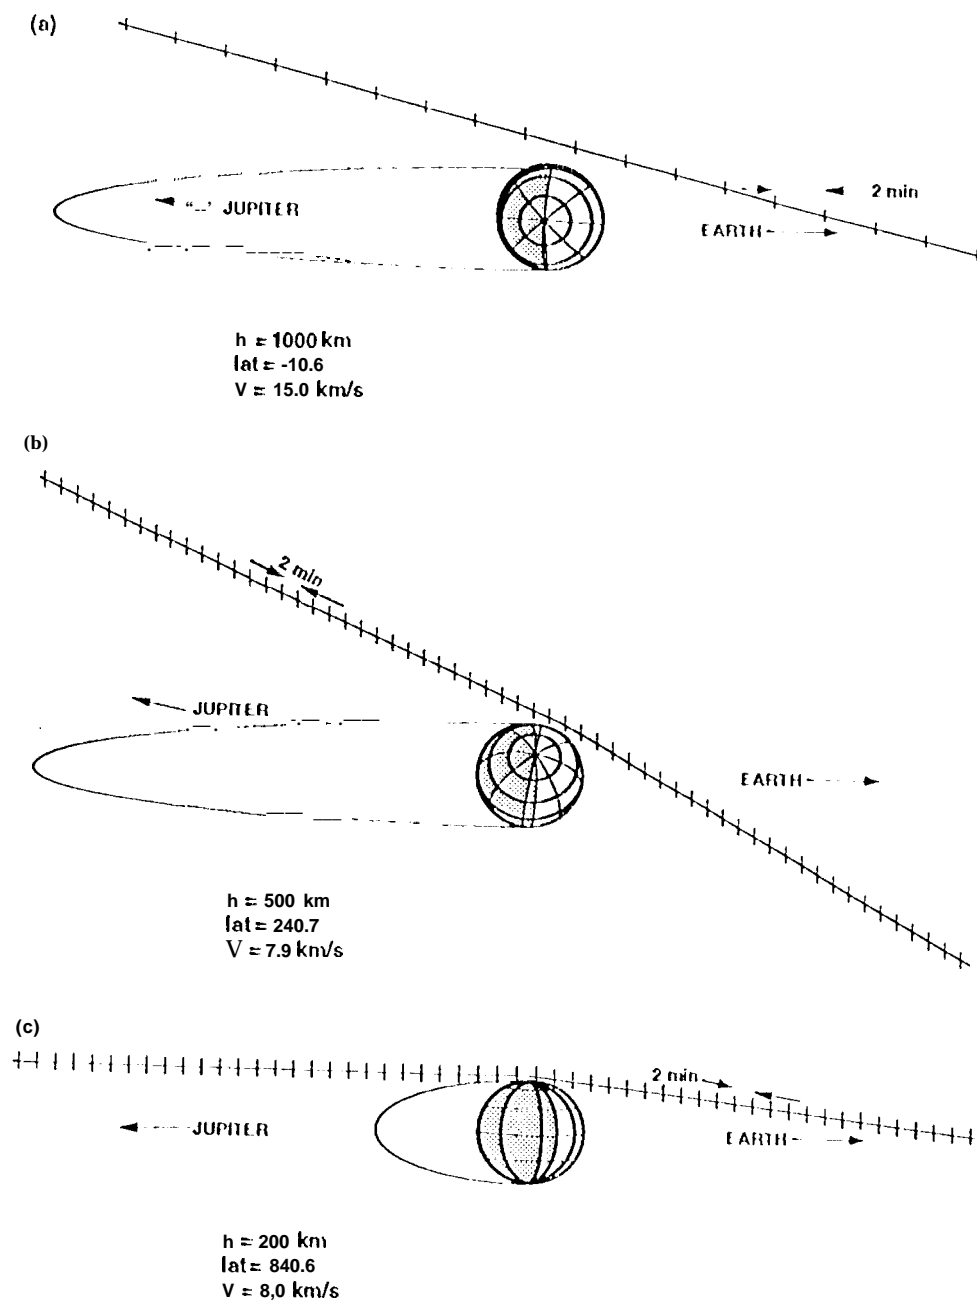 (a)
2 min
JUPITER
EARTH
h = 1000 km
lat = -10.6
V = 15.0 km/s
(b)
2 min
JUPITER
EARTH
h = 500 km
lat = 240.7
V = 7.9 km/s
(c)
2 min
JUPITER
EARTH
h = 200 km
lat = 840.6
V = 8,0 km/s